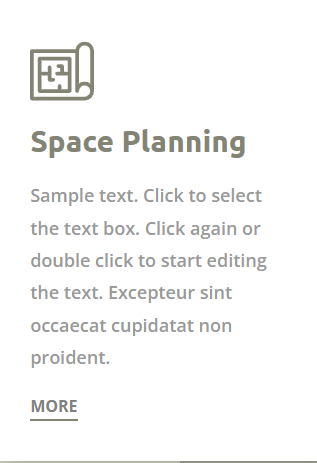 Space Planning
Sample text. Click to select
the text box. Click again or
double click to start editing
the text. Excepteur sint
occaecat cupidatat non
proident.
MORE